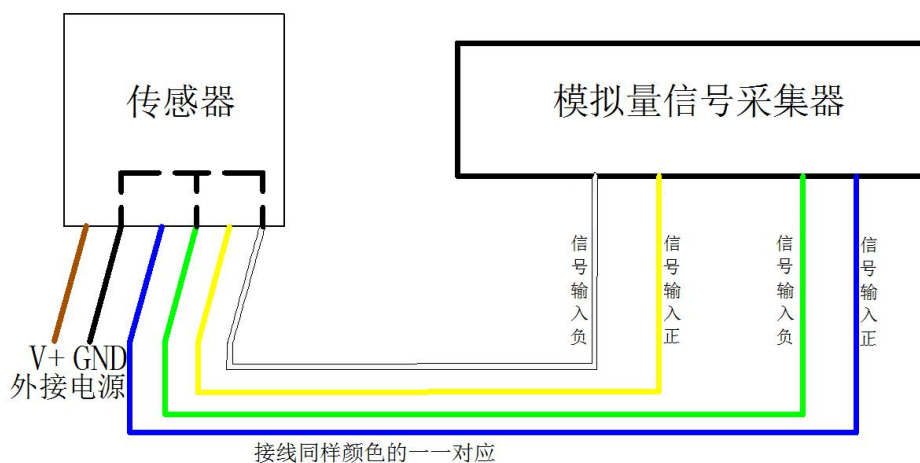 传感器
模拟量信号采集器
信号输入负
信号输入正
信号输入负
信号输入正
V+ GND
外接电源
接线同样颜色的一一对应